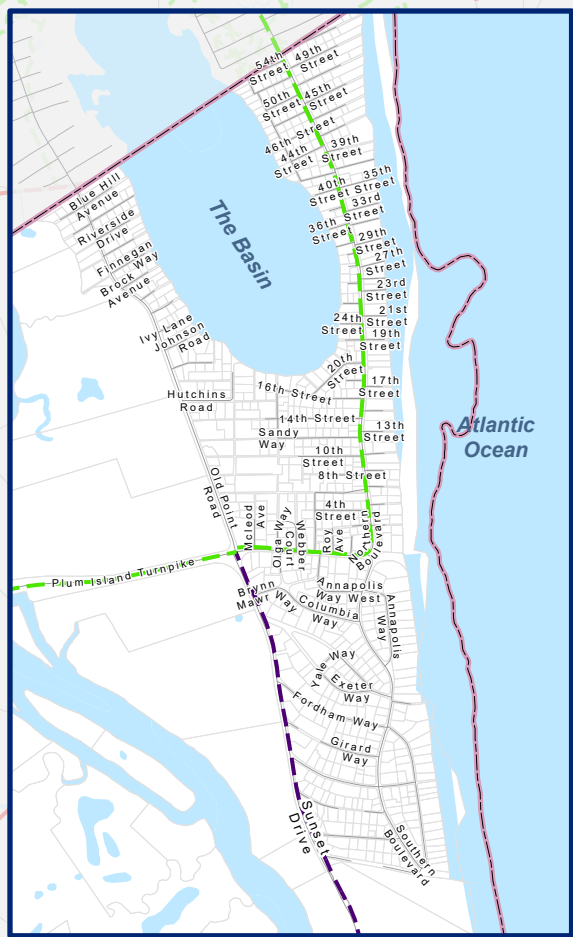 54th
Street
49th
Street
50th
Street
45th
Street
46th Street
44th
Street
39th
Street
40th
Street
35th
Street
33rd
Street
36th
Street
29th
Street
27th
Street
23rd
Street
21st
Street
24th
Street
19th
Street
20th
Street
17th
Street
16th Street
14th Street
13th
Street
Sandy
Way
10th
Street
8th Street
4th
Street
Blue Hill
Avenue
Riverside
Drive
Finnegan
Brock Way
Avenue
Ivy Lane
Johnson
Road
Hutchins
Road
The Basin
Atlantic
Ocean
Old Point
Road
Mcleod
Ave
Olga Way
Court
Webber
Roy
Ave
Northern
Boulevard
Plum Island Turnpike
Brynn
Mawr Way
Columbia
Way
Annapolis
Way West
Annapolis
Way
Yale Way
Exeter
Way
Fordham Way
Girard
Way
Sunset
Drive
Southern
Boulevard